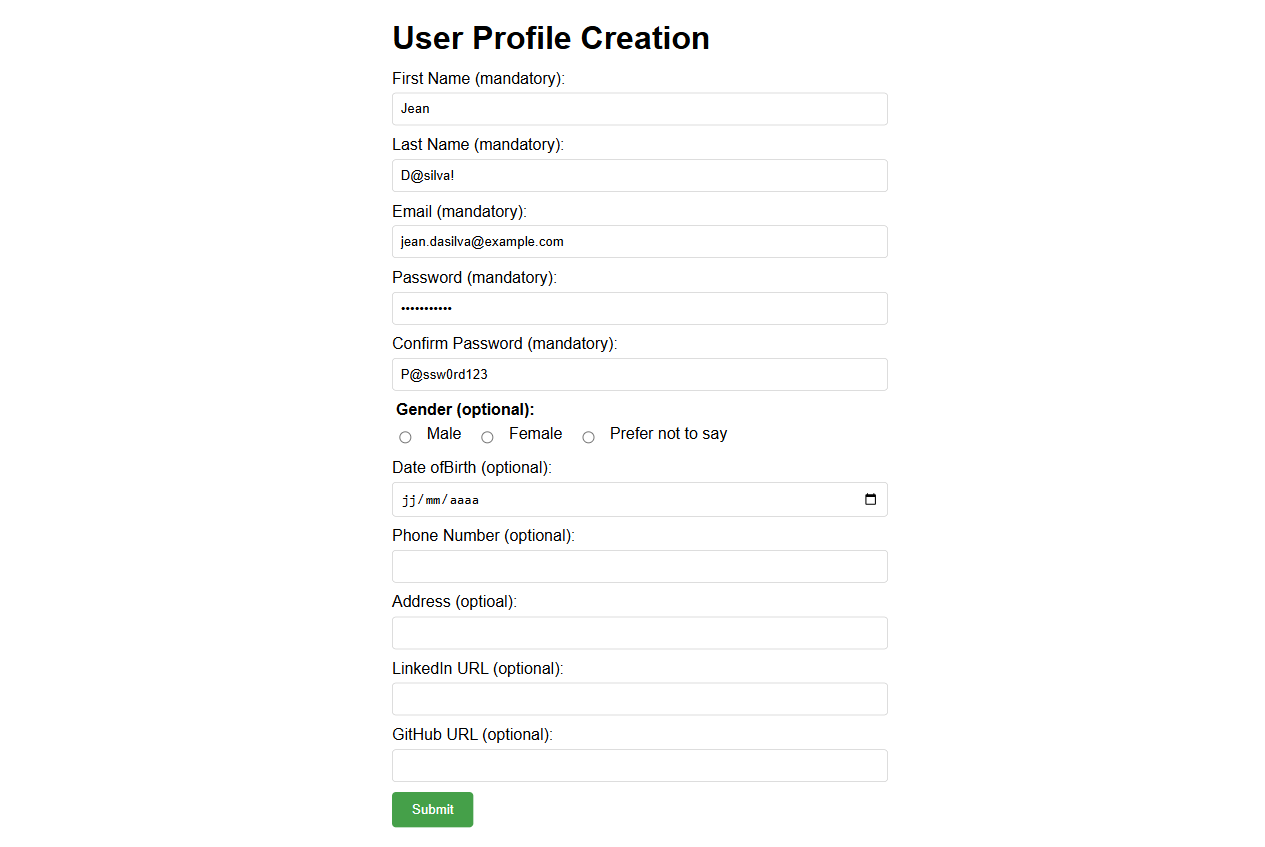 User Profile Creation
First Name (mandatory):
Jean
Last Name (mandatory):
D@silva!
Email (mandatory):
jean.dasilva@example.com
Password (mandatory):
•••••••••••
Confirm Password (mandatory):
P@ssw0rd123
Gender (optional):
Male Female Prefer not to say
Date ofBirth (optional):
jj/mm/aaaa
Phone Number (optional):
Address (optioal):
LinkedIn URL (optional):
GitHub URL (optional):
Submit